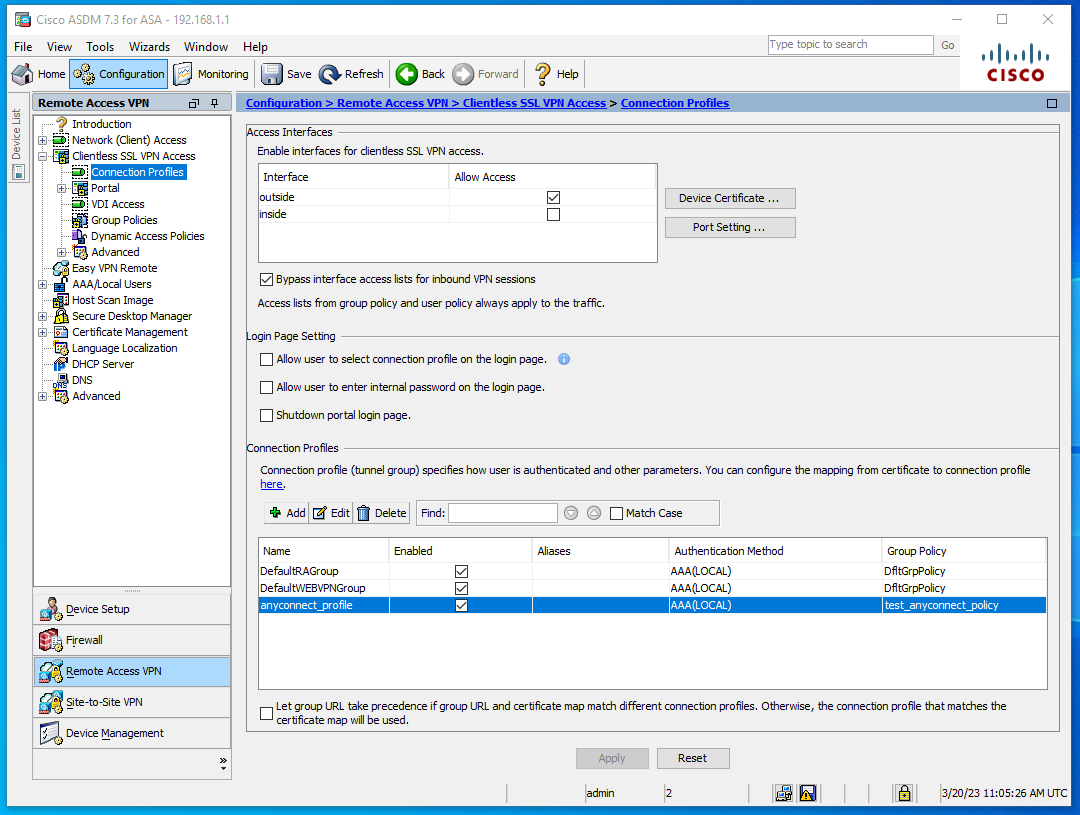 Cisco ASDM 7.3 for ASA - 192.168.1.1
File View Tools Wizards Window Help
Type topic to search Go
Home Configuration Monitoring Save Refresh Back Forward Help
CISCO
Device List
Remote Access VPN
Introduction
Network (Client) Access
Clientless SSL VPN Access
Connection Profiles
Portal
VDI Access
Group Policies
Dynamic Access Policies
Advanced
Easy VPN Remote
AAA/Local Users
Host Scan Image
Secure Desktop Manager
Certificate Management
Language Localization
DHCP Server
DNS
Advanced
Device Setup
Firewall
Remote Access VPN
Site-to-Site VPN
Device Management
Configuration > Remote Access VPN > Clientless SSL VPN Access > Connection Profiles
Access Interfaces
Enable interfaces for clientless SSL VPN access.
Interface Allow Access
outside
inside
Device Certificate ...
Port Setting ...
Bypass interface access lists for inbound VPN sessions
Access lists from group policy and user policy always apply to the traffic.
Login Page Setting
Allow user to select connection profile on the login page.
Allow user to enter internal password on the login page.
Shutdown portal login page.
Connection Profiles
Connection profile (tunnel group) specifies how user is authenticated and other parameters. You can configure the mapping from certificate to connection profile
here.
Add Edit Delete Find: Match Case
Name Enabled Aliases Authentication Method Group Policy
DefaultRAGroup AAA(LOCAL) DfltGrpPolicy
DefaultWEBVPNGroup AAA(LOCAL) DfltGrpPolicy
anyconnect_profile AAA(LOCAL) test_anyconnect_policy
Let group URL take precedence if group URL and certificate map match different connection profiles. Otherwise, the connection profile that matches the
certificate map will be used.
Apply Reset
admin 2 3/20/23 11:05:26 AM UTC